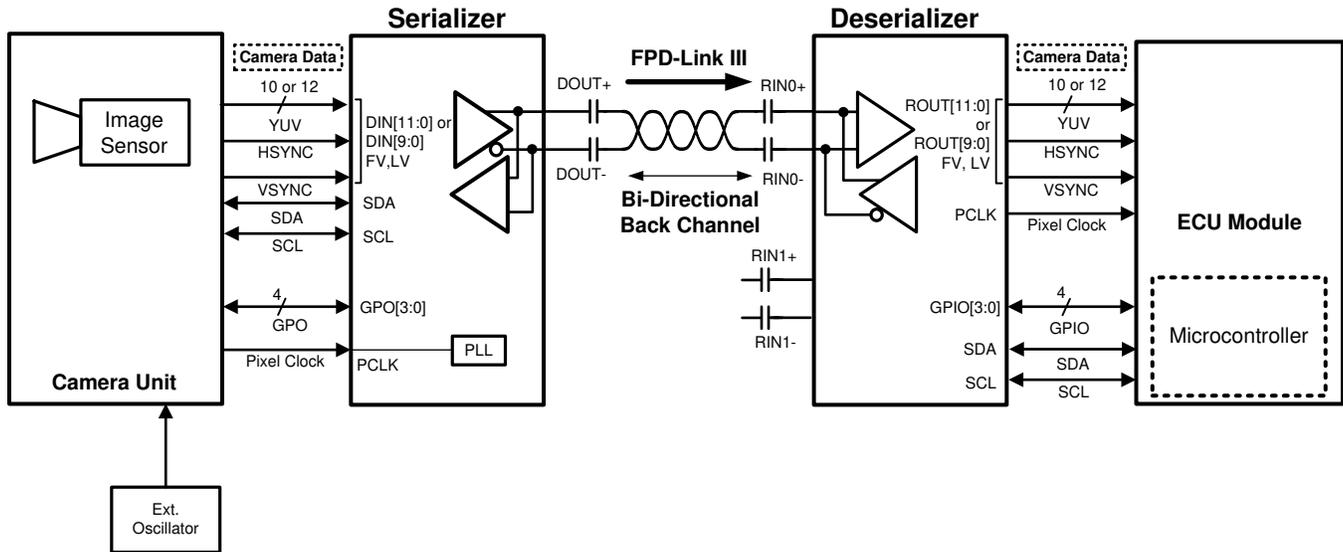 Serializer
Deserializer
Camera Data
FPD-Link III
Camera Data
10 or 12
YUV
HSYNC
VSYNC
SDA
SCL
4
GPO
Pixel Clock
Image
Sensor
Camera Unit
Ext.
Oscillator
DIN[11:0] or
DIN[9:0]
FV,LV
SDA
SCL
GPO[3:0]
PCLK
PLL
DOUT+
DOUT-
RIN0+
RIN0-
Bi-Directional
Back Channel
RIN1+
RIN1-
ROUT[11:0]
or
ROUT[9:0]
FV, LV
PCLK
GPIO[3:0]
SDA
SCL
10 or 12
YUV
HSYNC
VSYNC
Pixel Clock
4
GPIO
SDA
SCL
ECU Module
Microcontroller